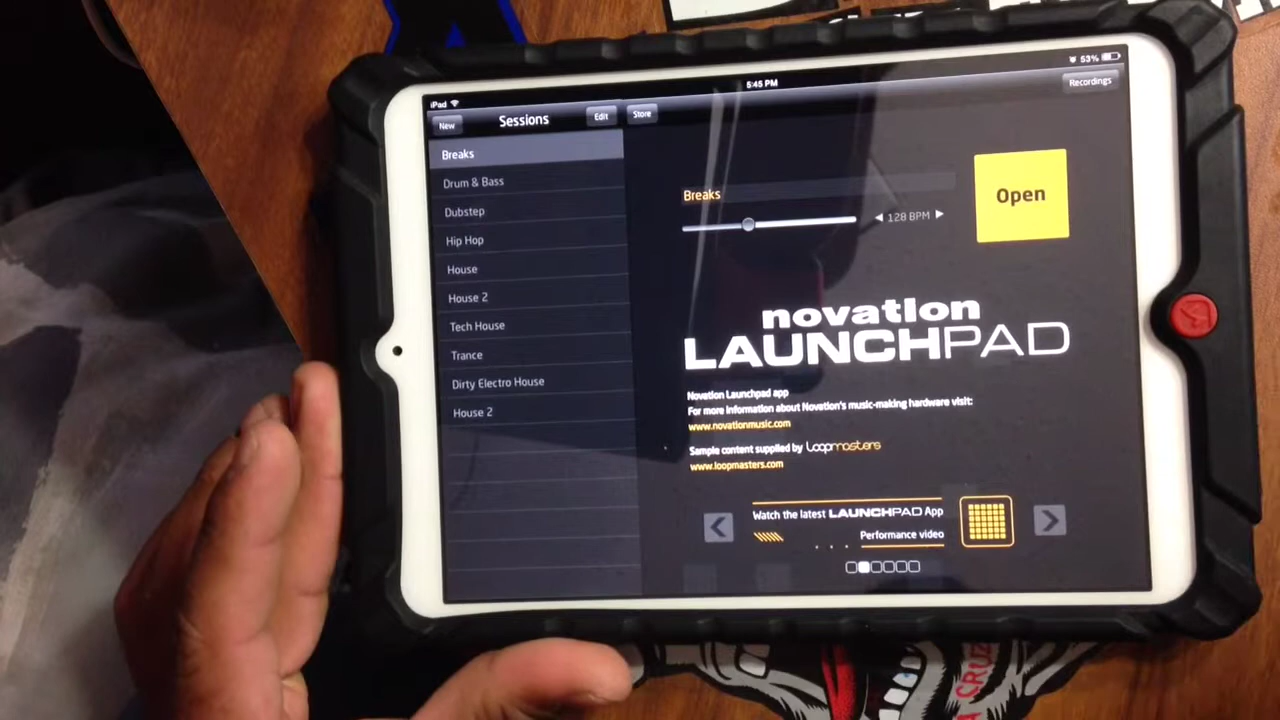 iPad
5:45 PM
53%
New
Sessions
Edit
Store
Recordings
Breaks
Drum & Bass
Dubstep
Hip Hop
House
House 2
Tech House
Trance
Dirty Electro House
House 2
Breaks
128 BPM
Open
novation
LAUNCHPAD
Novation Launchpad app
For more information about Novation's music-making hardware visit:
www.novationmusic.com
Sample content supplied by loopmasters
www.loopmasters.com
Watch the latest LAUNCHPAD App
Performance video
A CRUZ